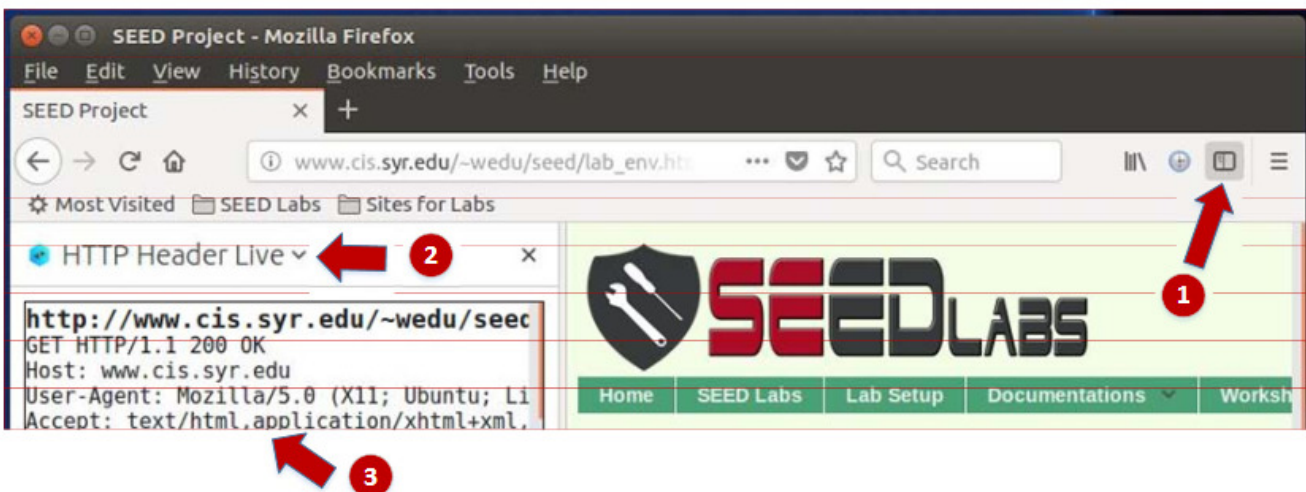 SEED Project - Mozilla Firefox
File Edit View History Bookmarks Tools Help
SEED Project × +
www.cis.syr.edu/~wedu/seed/lab_env.ht Search
Most Visited SEED Labs Sites for Labs
HTTP Header Live 2 ×
1
SEEDLABS
http://www.cis.syr.edu/~wedu/seed
GET HTTP/1.1 200 OK
Host: www.cis.syr.edu
User-Agent: Mozilla/5.0 (X11; Ubuntu; Li
Accept: text/html,application/xhtml+xml,
Home SEED Labs Lab Setup Documentations Worksh
3